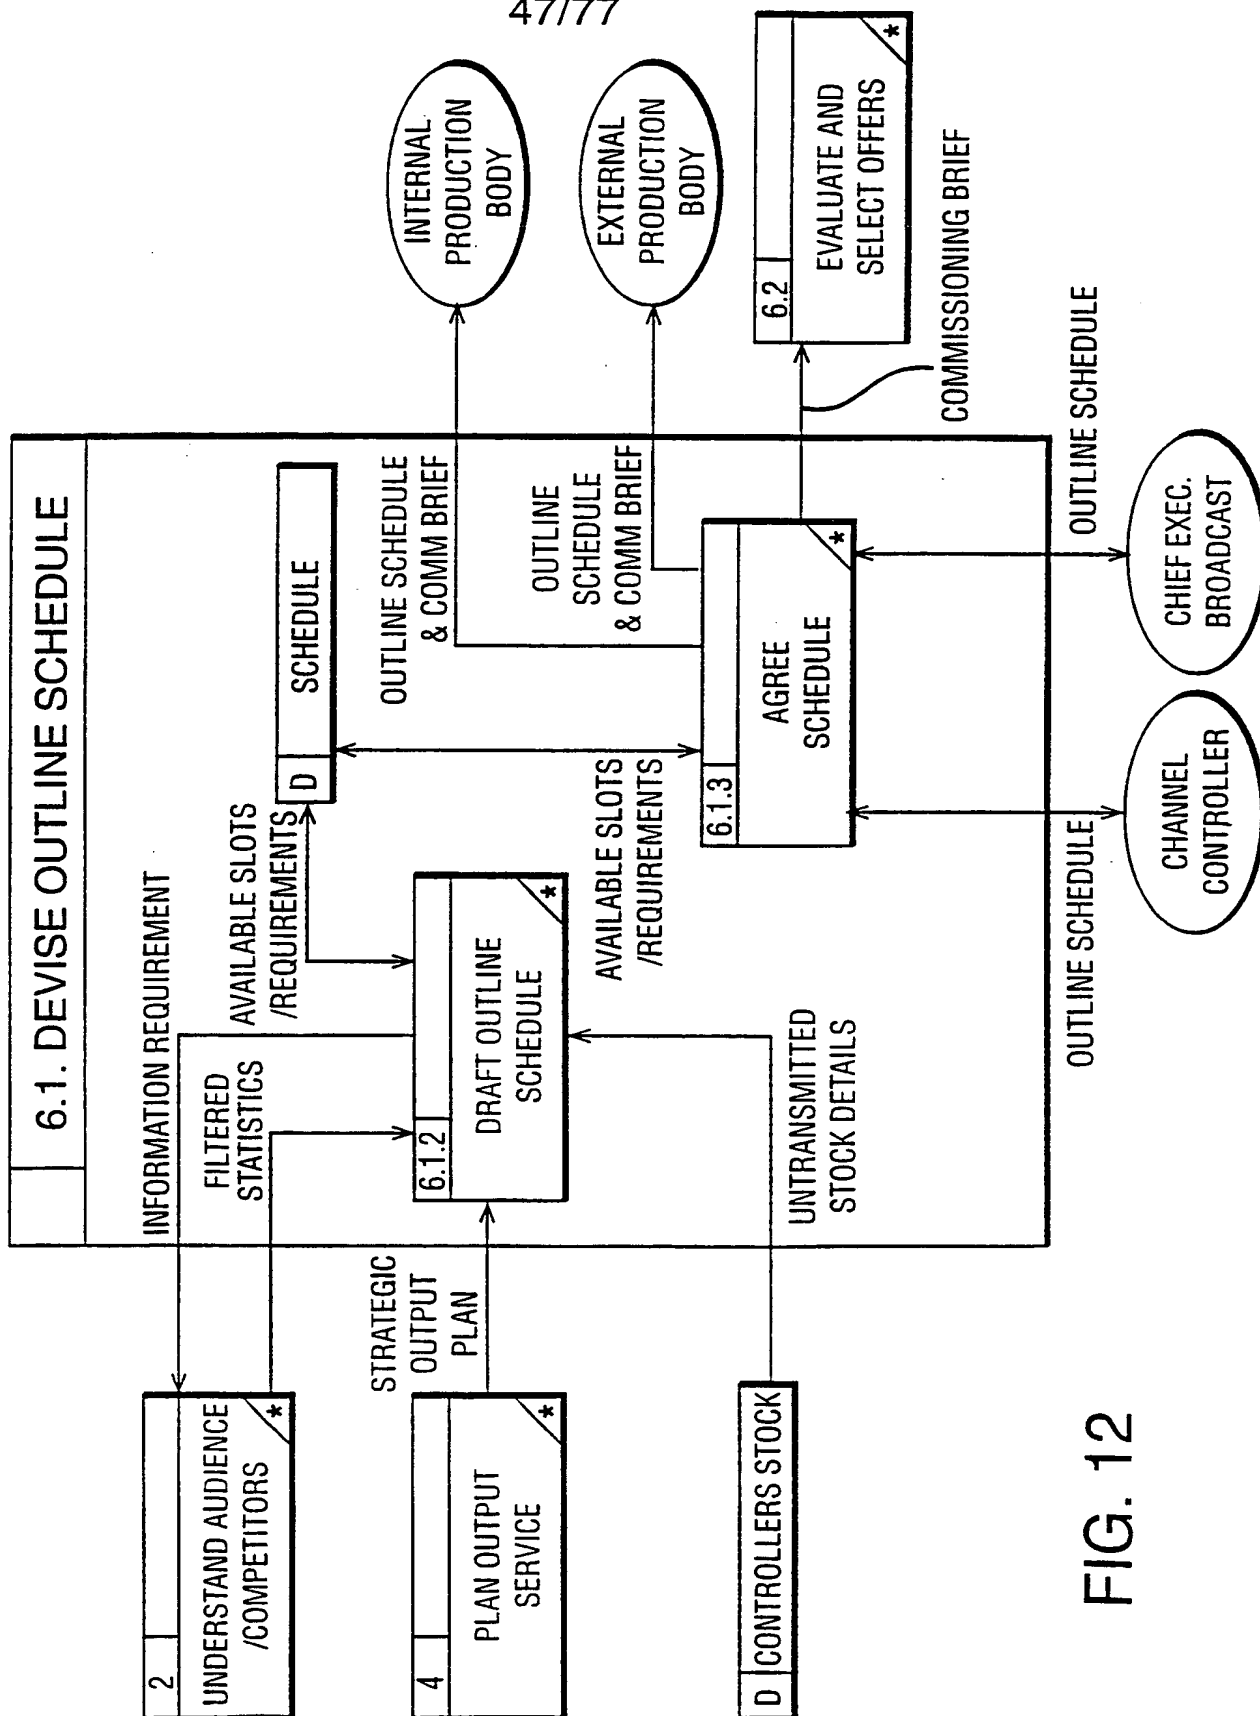 47/77
6.1. DEVISE OUTLINE SCHEDULE
2
UNDERSTAND AUDIENCE
/COMPETITORS
*
INFORMATION REQUIREMENT
FILTERED
STATISTICS
4
PLAN OUTPUT
SERVICE
*
STRATEGIC
OUTPUT
PLAN
D
CONTROLLERS STOCK
UNTRANSMITTED
STOCK DETAILS
6.1.2
DRAFT OUTLINE
SCHEDULE
*
AVAILABLE SLOTS
/REQUIREMENTS
D
SCHEDULE
AVAILABLE SLOTS
/REQUIREMENTS
6.1.3
AGREE
SCHEDULE
*
OUTLINE SCHEDULE
& COMM BRIEF
OUTLINE
SCHEDULE
& COMM BRIEF
INTERNAL
PRODUCTION
BODY
EXTERNAL
PRODUCTION
BODY
6.2
EVALUATE AND
SELECT OFFERS
*
COMMISSIONING BRIEF
OUTLINE SCHEDULE
OUTLINE SCHEDULE
CHANNEL
CONTROLLER
CHIEF EXEC.
BROADCAST
FIG. 12